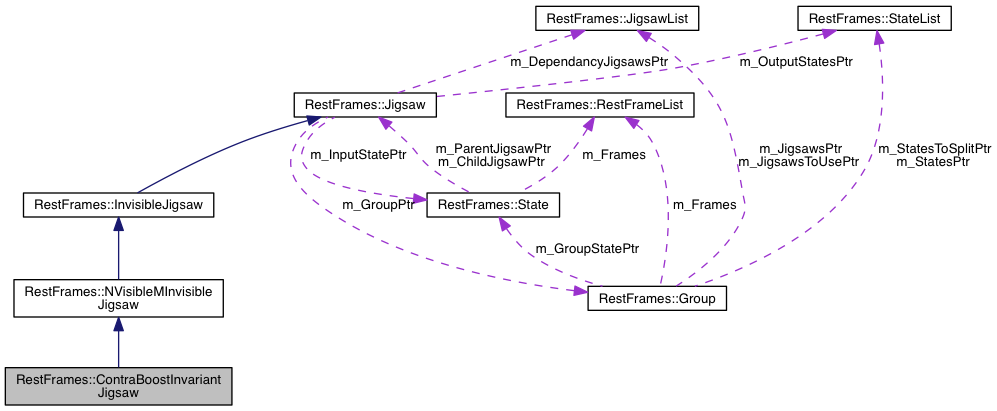 RestFrames::JigsawList
RestFrames::StateList
m_DependancyJigsawsPtr
m_OutputStatesPtr
RestFrames::Jigsaw
RestFrames::RestFrameList
m_InputStatePtr
m_ParentJigsawPtr
m_ChildJigsawPtr
m_Frames
m_JigsawsPtr
m_JigsawsToUsePtr
m_StatesToSplitPtr
m_StatesPtr
RestFrames::InvisibleJigsaw
m_GroupPtr
RestFrames::State
m_Frames
m_GroupStatePtr
RestFrames::NVisibleMInvisible
Jigsaw
RestFrames::Group
RestFrames::ContraBoostInvariant
Jigsaw